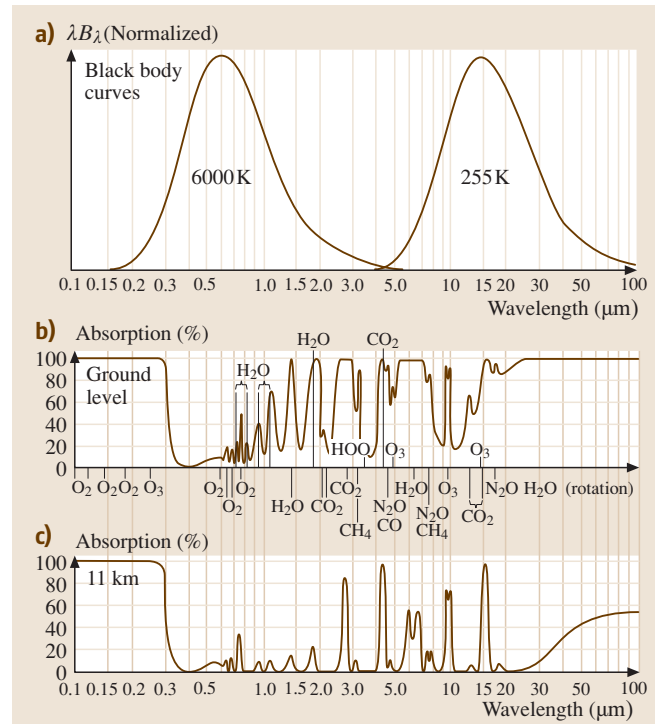 a) λB_λ (Normalized)
Black body
curves
6000 K
255 K
0.1 0.15 0.2 0.3 0.5 1.0 1.5 2.0 3.0 5.0 10 15 20 30 50 100
Wavelength (µm)
b) Absorption (%)
H₂O
CO₂
100
Ground
level
H₂O
80
60
40
20
HOO
O₃
O₃
0
O₂ O₂ O₂ O₃ O₂ O₂ CO₂ H₂O O₃ N₂O H₂O (rotation)
O₂ H₂O CO₂ N₂O N₂O CO₂
CH₄ CO CH₄
c) Absorption (%)
100
11 km
80
60
40
20
0
0.1 0.15 0.2 0.3 0.5 1.0 1.5 2.0 3.0 5.0 10 15 20 30 50 100
Wavelength (µm)